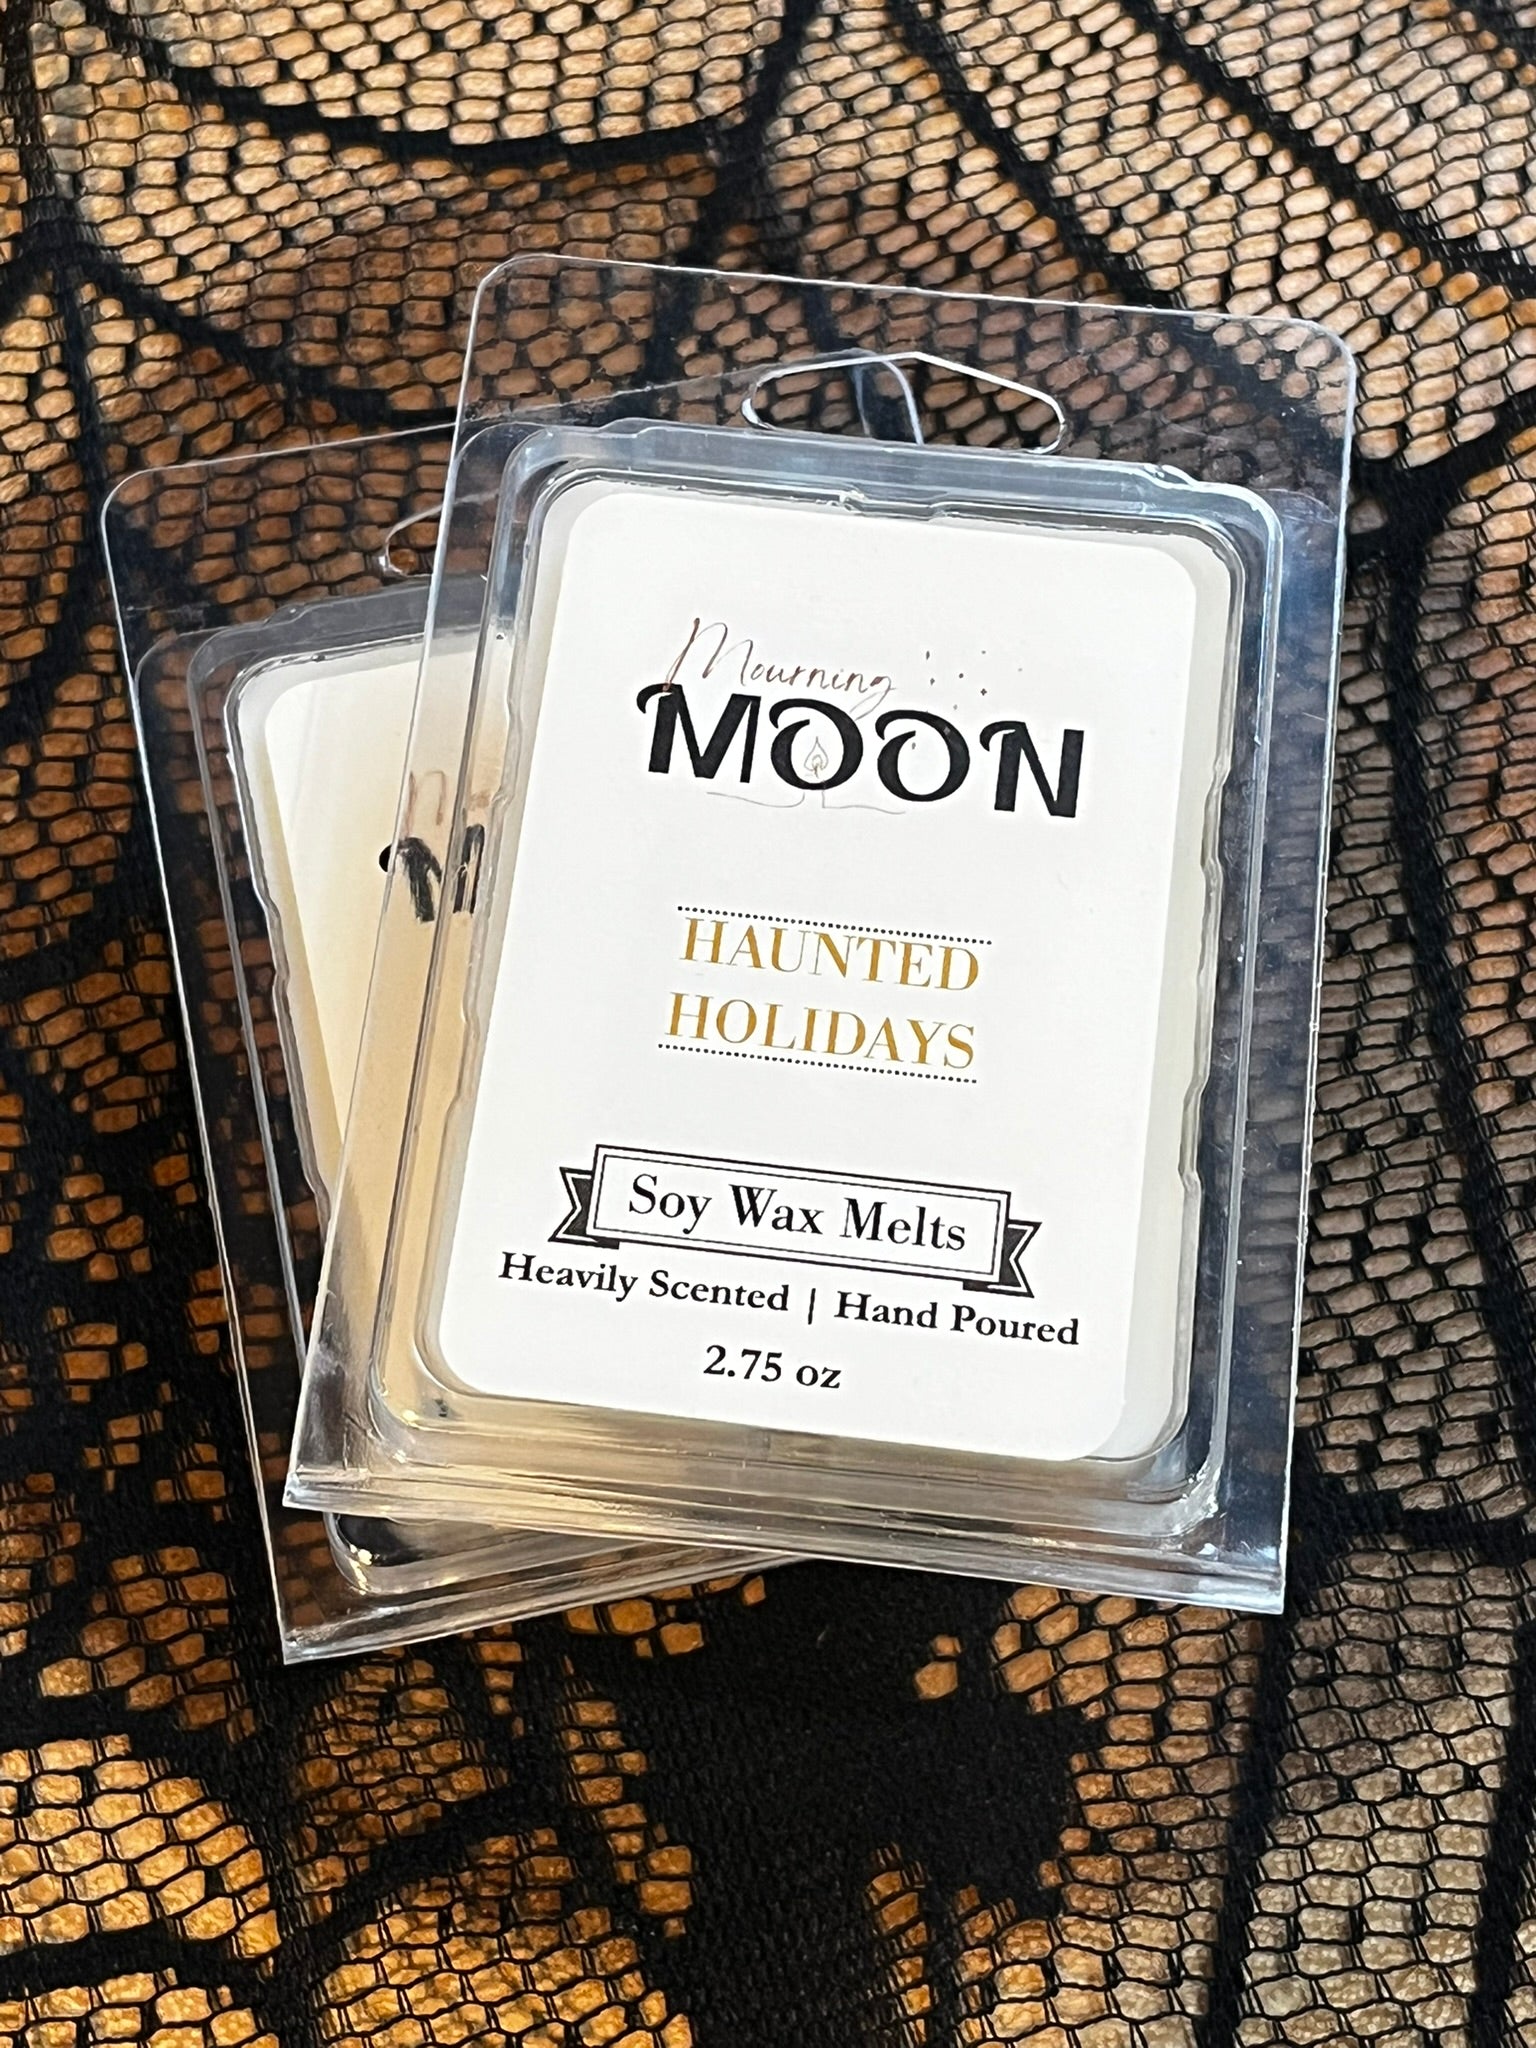 Mourning
MOON
HAUNTED
HOLIDAYS
Soy Wax Melts
Heavily Scented | Hand Poured
2.75 oz